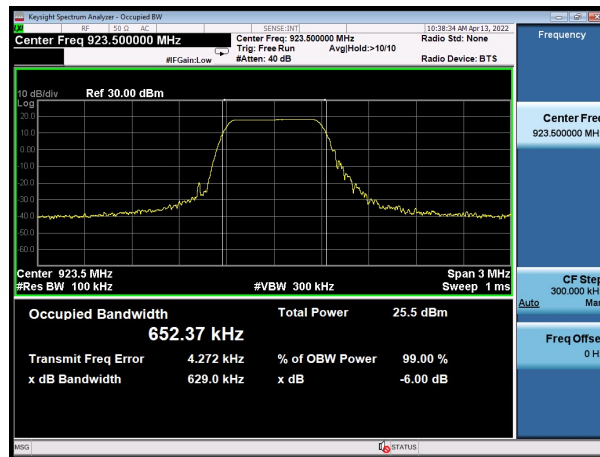 Keysight Spectrum Analyzer - Occupied BW
LXI RF 50 Ω AC SENSE:INT 10:38:34 AM Apr 13, 2022
Center Freq 923.500000 MHz Center Freq: 923.500000 MHz Radio Std: None Frequency
Trig: Free Run Avg|Hold:>10/10
#IFGain:Low #Atten: 40 dB Radio Device: BTS
10 dB/div Ref 30.00 dBm
Log
20.0
10.0
0.00
-10.0
-20.0
-30.0
-40.0
-50.0
-60.0
Center Fre
923.500000 MH
Center 923.5 MHz Span 3 MHz
#Res BW 100 kHz #VBW 300 kHz Sweep 1 ms
CF Step
300.000 kH
Auto Ma
Occupied Bandwidth Total Power 25.5 dBm
652.37 kHz
Freq Offse
0 H
Transmit Freq Error 4.272 kHz % of OBW Power 99.00 %
x dB Bandwidth 629.0 kHz x dB -6.00 dB
MSG STATUS